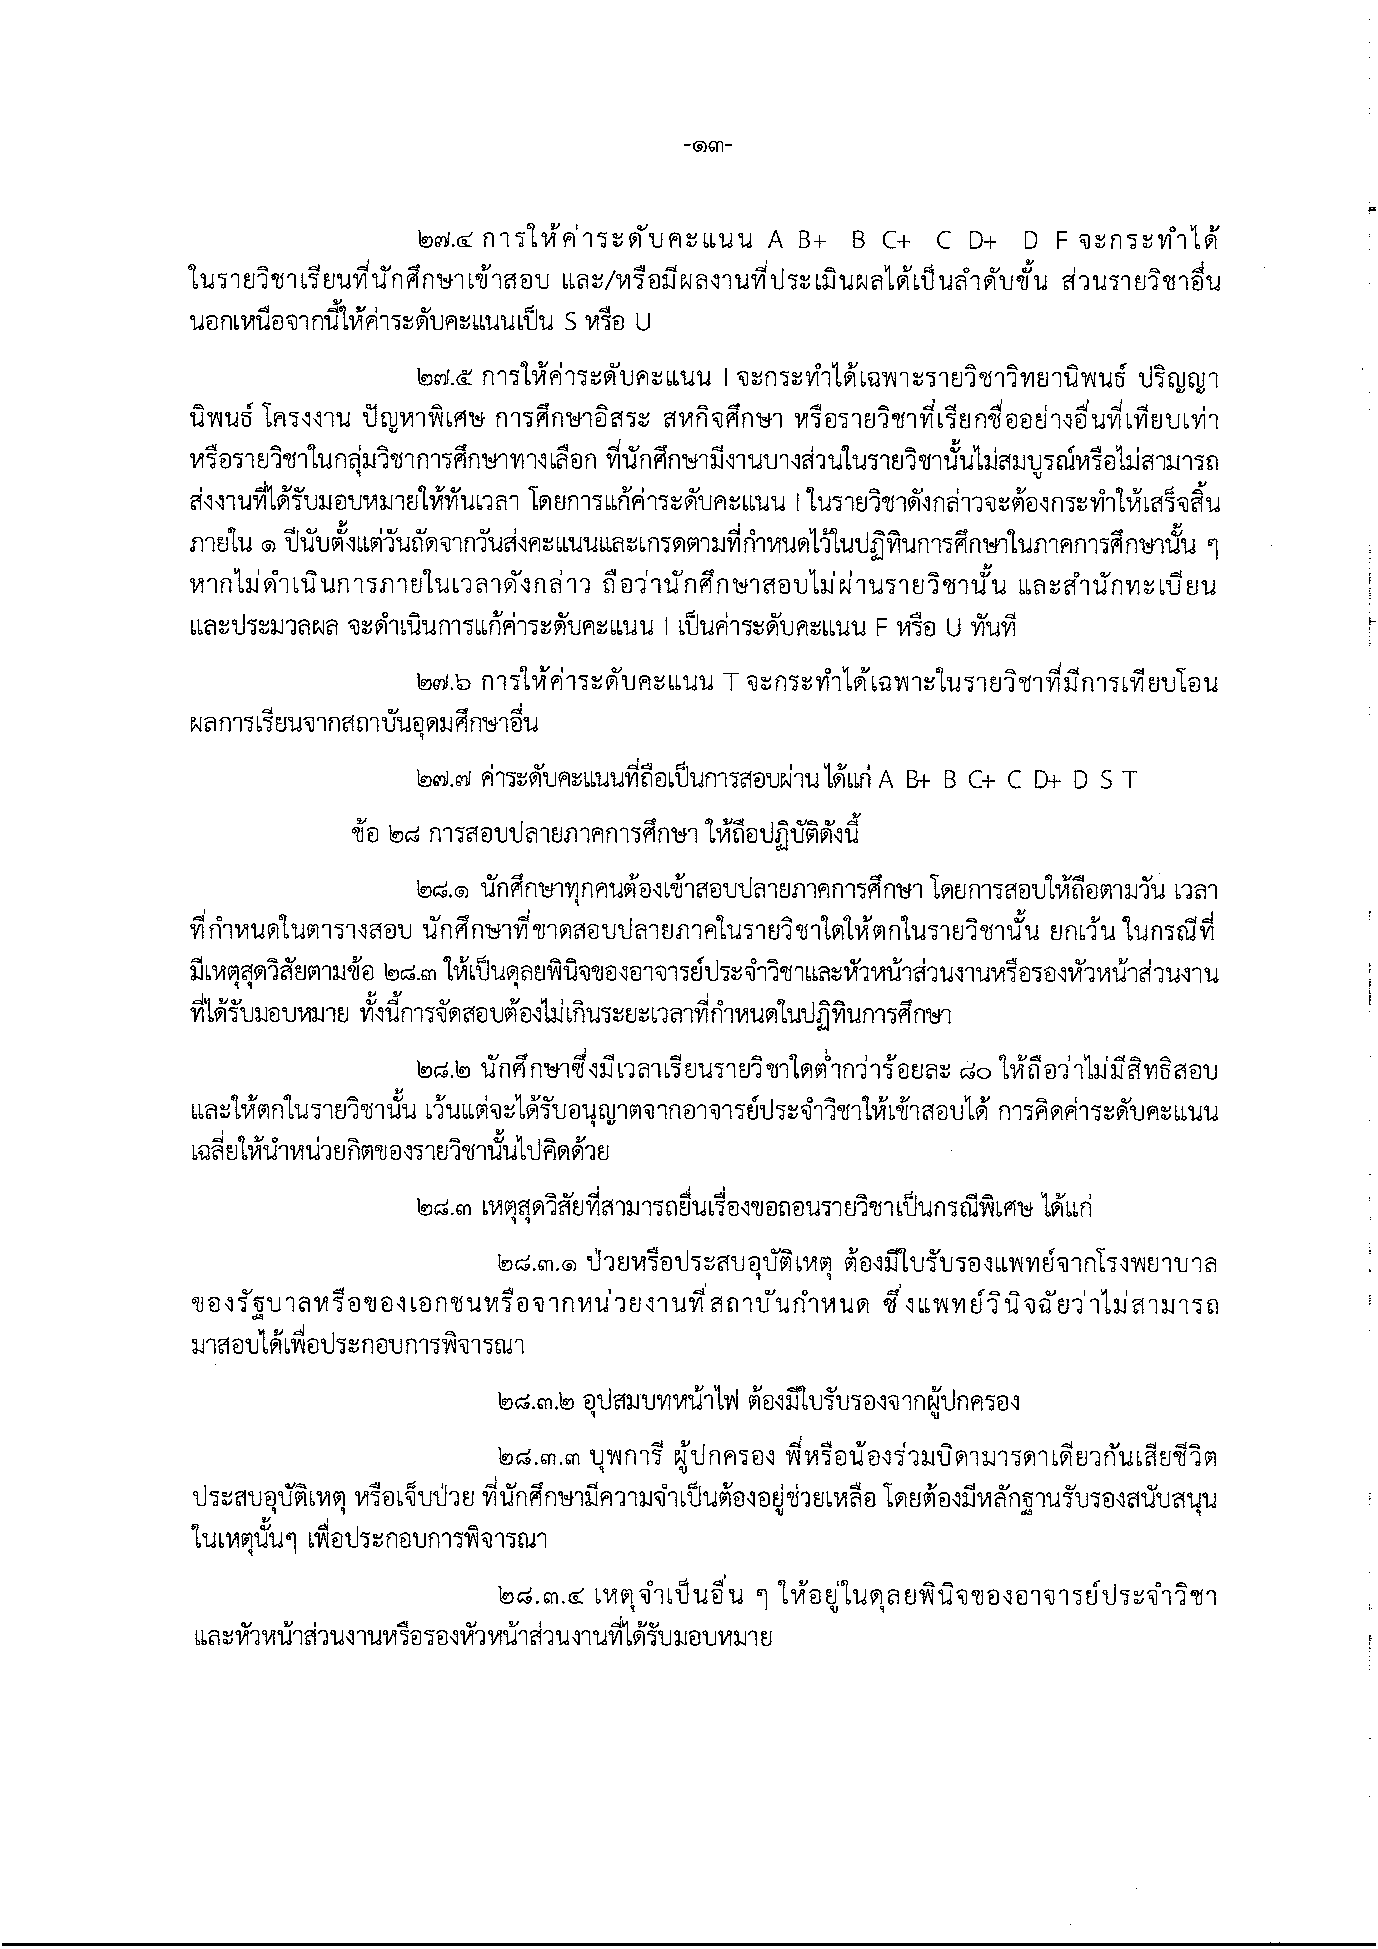 -๑๓-
๒๗.๔ การให้ค่าระดับคะแนน A B+ B C+ C D+ D F จะกระทำได้
ในรายวิชาเรียนที่นักศึกษาเข้าสอบ และ/หรือมีผลงานที่ประเมินผลได้เป็นลำดับขั้น ส่วนรายวิชาอื่น
นอกเหนือจากนี้ให้ค่าระดับคะแนนเป็น S หรือ U
๒๗.๕ การให้ค่าระดับคะแนน I จะกระทำได้เฉพาะรายวิชาวิทยานิพนธ์ ปริญญา
นิพนธ์ โครงงาน ปัญหาพิเศษ การศึกษาอิสระ สหกิจศึกษา หรือรายวิชาที่เรียกชื่ออย่างอื่นที่เทียบเท่า
หรือรายวิชาในกลุ่มวิชาการศึกษาทางเลือก ที่นักศึกษามีงานบางส่วนในรายวิชานั้นไม่สมบูรณ์หรือไม่สามารถ
ส่งงานที่ได้รับมอบหมายให้ทันเวลา โดยการแก้ค่าระดับคะแนน I ในรายวิชาดังกล่าวจะต้องกระทำให้เสร็จสิ้น
ภายใน ๑ ปีนับตั้งแต่วันถัดจากวันส่งคะแนนและเกรดตามที่กำหนดไว้ในปฏิทินการศึกษาในภาคการศึกษานั้น ๆ
หากไม่ดำเนินการภายในเวลาดังกล่าว ถือว่านักศึกษาสอบไม่ผ่านรายวิชานั้น และสำนักทะเบียน
และประมวลผล จะดำเนินการแก้ค่าระดับคะแนน I เป็นค่าระดับคะแนน F หรือ U ทันที
๒๗.๖ การให้ค่าระดับคะแนน T จะกระทำได้เฉพาะในรายวิชาที่มีการเทียบโอน
ผลการเรียนจากสถาบันอุดมศึกษาอื่น
๒๗.๗ ค่าระดับคะแนนที่ถือเป็นการสอบผ่าน ได้แก่ A B+ B C+ C D+ D S T
ข้อ ๒๘ การสอบปลายภาคการศึกษา ให้ถือปฏิบัติดังนี้
๒๘.๑ นักศึกษาทุกคนต้องเข้าสอบปลายภาคการศึกษา โดยการสอบให้ถือตามวัน เวลา
ที่กำหนดในตารางสอบ นักศึกษาที่ขาดสอบปลายภาคในรายวิชาใดให้ตกในรายวิชานั้น ยกเว้น ในกรณีที่
มีเหตุสุดวิสัยตามข้อ ๒๘.๓ ให้เป็นดุลยพินิจของอาจารย์ประจำวิชาและหัวหน้าส่วนงานหรือรองหัวหน้าส่วนงาน
ที่ได้รับมอบหมาย ทั้งนี้การจัดสอบต้องไม่เกินระยะเวลาที่กำหนดในปฏิทินการศึกษา
๒๘.๒ นักศึกษาซึ่งมีเวลาเรียนรายวิชาใดต่ำกว่าร้อยละ ๘๐ ให้ถือว่าไม่มีสิทธิสอบ
และให้ตกในรายวิชานั้น เว้นแต่จะได้รับอนุญาตจากอาจารย์ประจำวิชาให้เข้าสอบได้ การคิดค่าระดับคะแนน
เฉลี่ยให้นำหน่วยกิตของรายวิชานั้นไปคิดด้วย
๒๘.๓ เหตุสุดวิสัยที่สามารถยื่นเรื่องขอถอนรายวิชาเป็นกรณีพิเศษ ได้แก่
๒๘.๓.๑ ป่วยหรือประสบอุบัติเหตุ ต้องมีใบรับรองแพทย์จากโรงพยาบาล
ของรัฐบาลหรือของเอกชนหรือจากหน่วยงานที่สถาบันกำหนด ซึ่งแพทย์วินิจฉัยว่าไม่สามารถ
มาสอบได้เพื่อประกอบการพิจารณา
๒๘.๓.๒ อุปสมบทหน้าไฟ ต้องมีใบรับรองจากผู้ปกครอง
๒๘.๓.๓ บุพการี ผู้ปกครอง พี่หรือน้องร่วมบิดามารดาเดียวกันเสียชีวิต
ประสบอุบัติเหตุ หรือเจ็บป่วย ที่นักศึกษามีความจำเป็นต้องอยู่ช่วยเหลือ โดยต้องมีหลักฐานรับรองสนับสนุน
ในเหตุนั้นๆ เพื่อประกอบการพิจารณา
๒๘.๓.๔ เหตุจำเป็นอื่น ๆ ให้อยู่ในดุลยพินิจของอาจารย์ประจำวิชา
และหัวหน้าส่วนงานหรือรองหัวหน้าส่วนงานที่ได้รับมอบหมาย